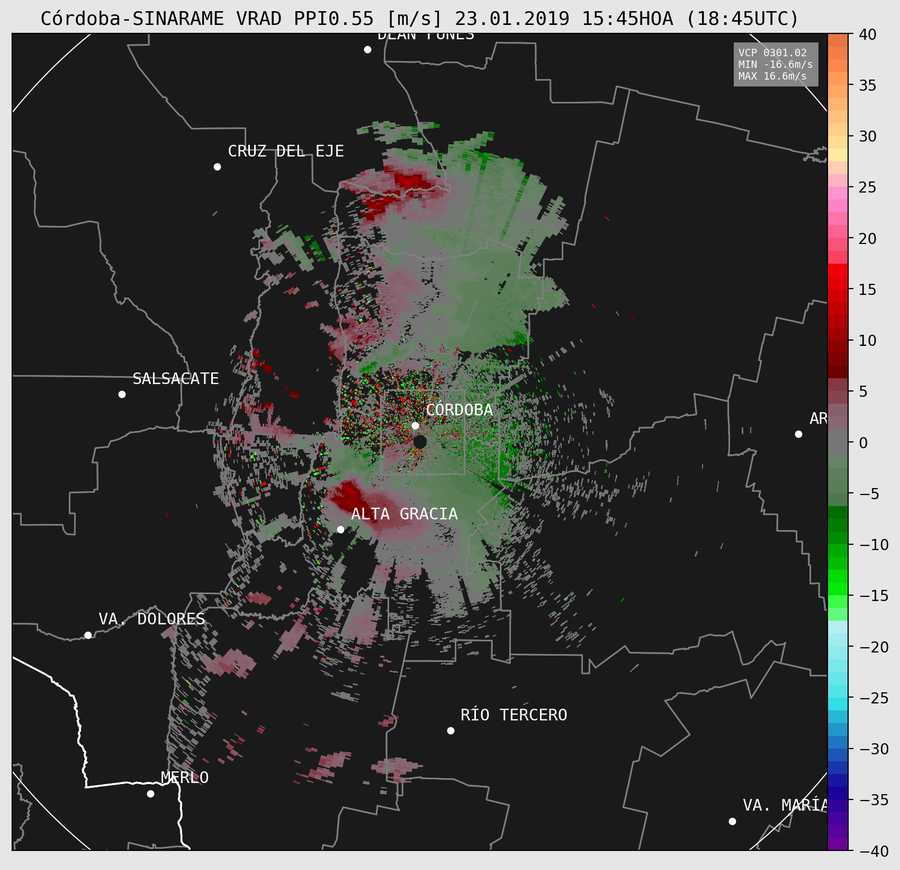 Córdoba-SINARAME VRAD PPI0.55 [m/s] 23.01.2019 15:45HOA (18:45UTC)
DEAN FUNES
VCP 0301.02
MIN -16.6m/s
MAX 16.6m/s
CRUZ DEL EJE
SALSACATE
CÓRDOBA
AR
ALTA GRACIA
VA. DOLORES
RÍO TERCERO
MERLO
VA. MARÍA
40
35
30
25
20
15
10
5
0
−5
−10
−15
−20
−25
−30
−35
−40